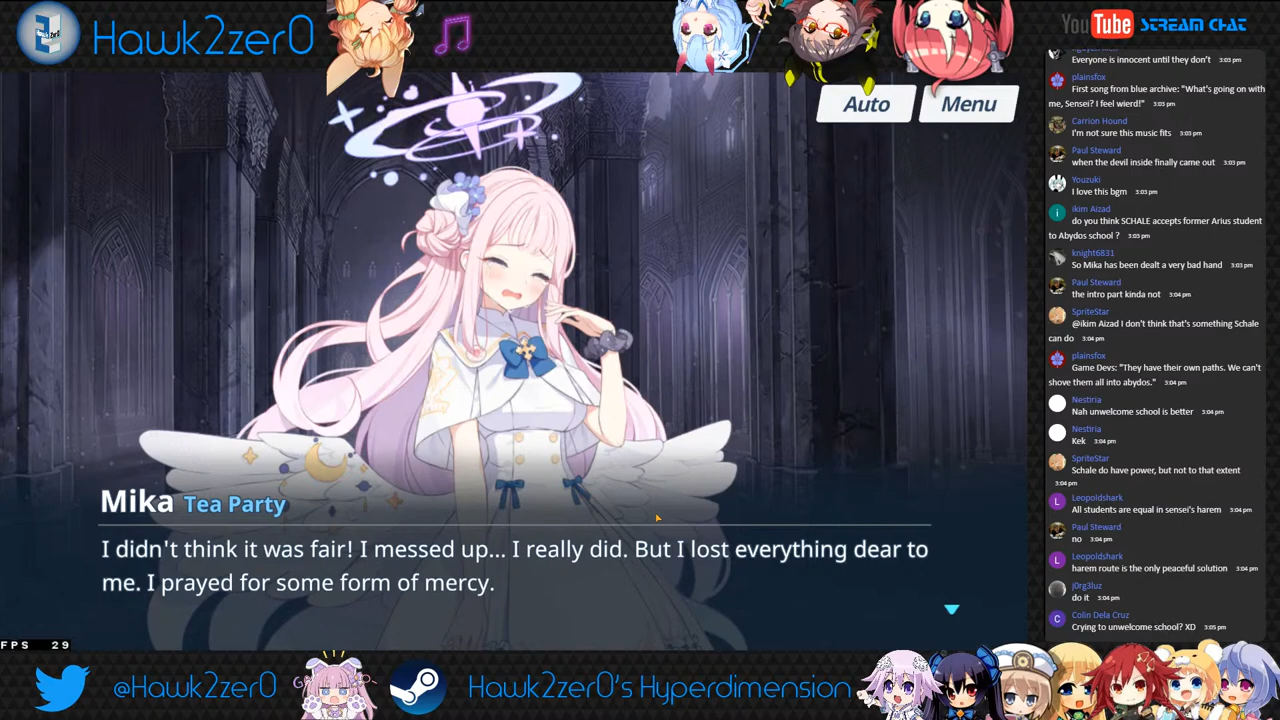 Hawk2zer0
YouTube STREAM CHAT
Auto
Menu
Everyone is innocent until they don't 3:03 pm
plainsfox
First song from blue archive: "What's going on with
me, Sensei? I feel wierd!" 3:03 pm
Carrion Hound
I'm not sure this music fits 3:03 pm
Paul Steward
when the devil inside finally came out 3:03 pm
Youzuki
I love this bgm 3:03 pm
i
ikim Aizad
do you think SCHALE accepts former Arius student
to Abydos school ? 3:03 pm
knight6831
So Mika has been dealt a very bad hand 3:03 pm
Paul Steward
the intro part kinda not 3:04 pm
SpriteStar
@ikim Aizad I don't think that's something Schale
can do 3:04 pm
plainsfox
Game Devs: "They have their own paths. We can't
shove them all into abydos." 3:04 pm
Nestiria
Nah unwelcome school is better 3:04 pm
Nestiria
Kek 3:04 pm
SpriteStar
Schale do have power, but not to that extent
3:04 pm
L
Leopoldshark
All students are equal in sensei's harem 3:04 pm
Paul Steward
no 3:04 pm
L
Leopoldshark
harem route is the only peaceful solution 3:04 pm
j0rg3luz
do it 3:04 pm
C
Colin Dela Cruz
Crying to unwelcome school? XD 3:05 pm
Mika Tea Party
I didn't think it was fair! I messed up... I really did. But I lost everything dear to
me. I prayed for some form of mercy.
FPS 29
@Hawk2zer0
Hawk2zer0's Hyperdimension